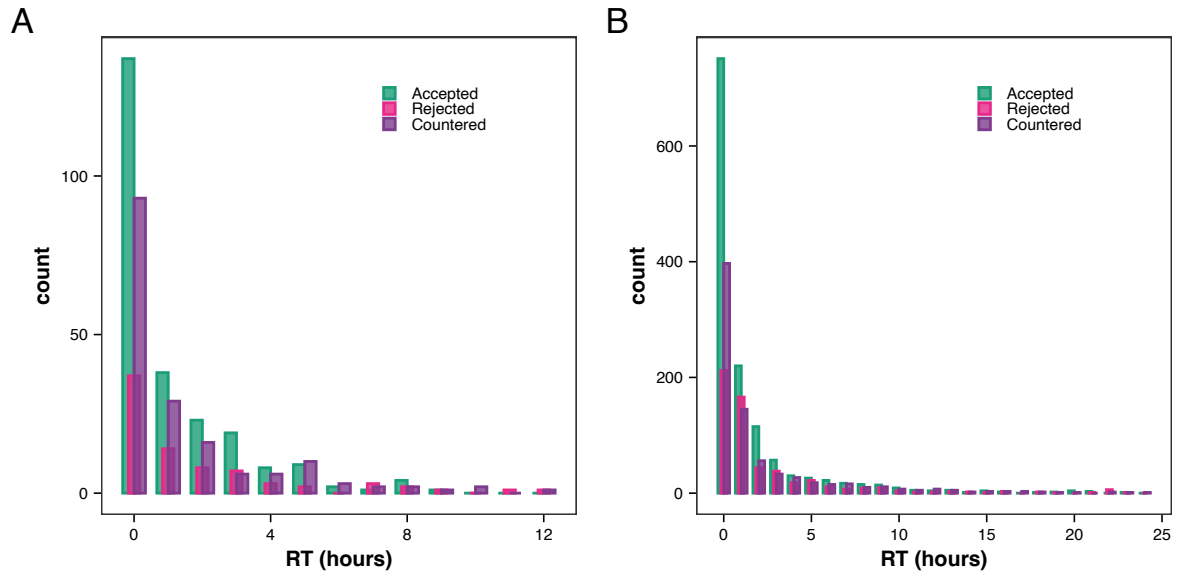 A
Accepted
Rejected
Countered
100
50
0
count
0 4 8 12
RT (hours)
B
Accepted
Rejected
Countered
600
400
200
0
count
0 5 10 15 20 25
RT (hours)